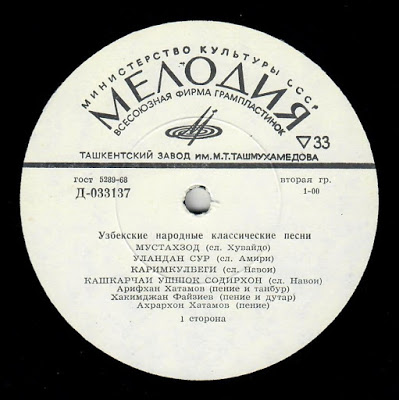 МИНИСТЕРСТВО КУЛЬТУРЫ СССР
МЕЛОДИЯ
ВСЕСОЮЗНАЯ ФИРМА ГРАМПЛАСТИНОК
33
ТАШКЕНТСКИЙ ЗАВОД ИМ. М.Т. ТАШМУХАМЕДОВА
гост 5289-68
вторая гр.
Д-033137
1-00
Узбекские народные классические песни
МУСТАХЗОД (сл. Хувайдо)
УЛАНДАН СУР (сл. Амири)
КАРИМКУЛБЕГИ (сл. Навои)
КАШКАРЧАИ УШШОК СОДИРХОН (сл. Навои)
Арифхан Хатамов (пение и танбур)
Хакимджан Файзиев (пение и дутар)
Ахрархон Хатамов (пение)
1 сторона